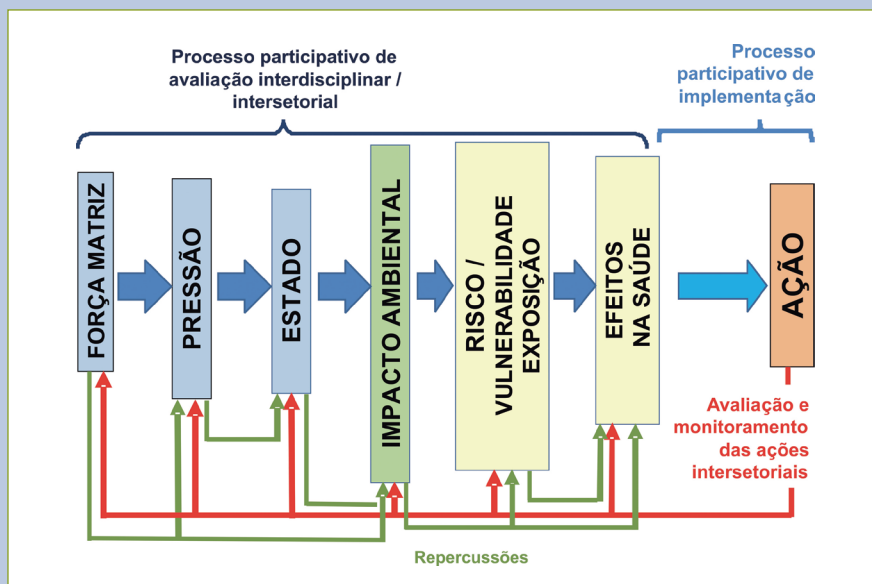 Processo participativo de
avaliação interdisciplinar /
intersetorial
Processo
participativo de
implementação
FORÇA MATRIZ
PRESSÃO
ESTADO
IMPACTO AMBIENTAL
RISCO /
VULNERABILIDADE
EXPOSIÇÃO
EFEITOS
NA SAÚDE
AÇÃO
Avaliação e
monitoramento
das ações
intersetoriais
Repercussões